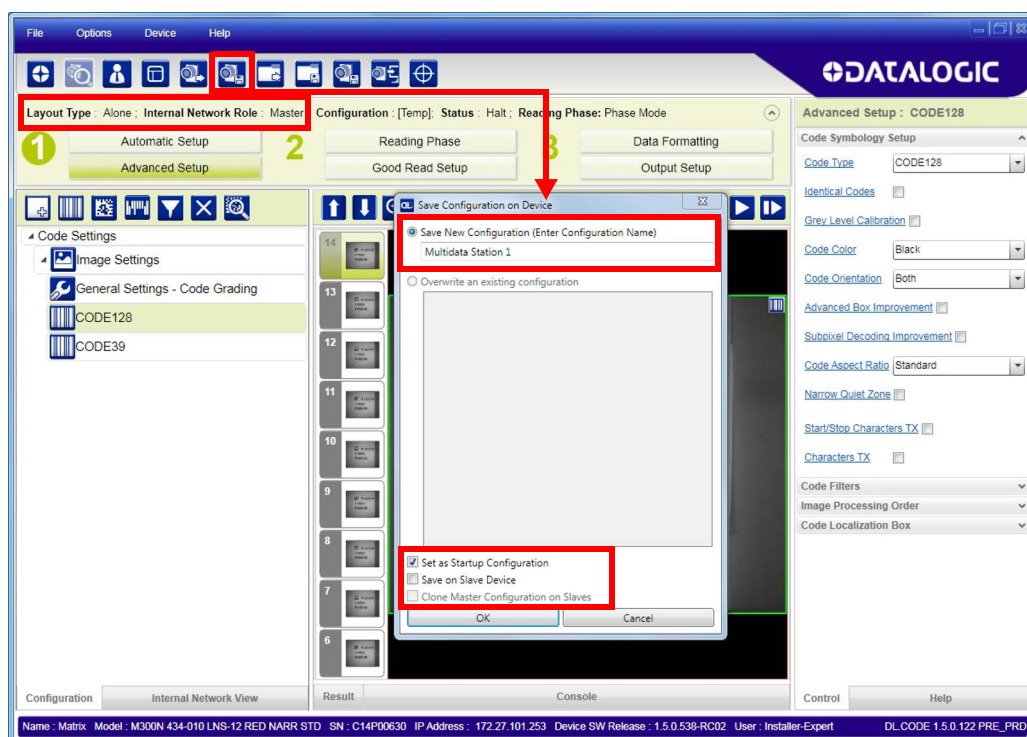 File Options Device Help
DATALOGIC
Layout Type : Alone ; Internal Network Role : Master Configuration : [Temp]; Status : Halt ; Reading Phase: Phase Mode
1 Automatic Setup 2 Reading Phase 3 Data Formatting
Advanced Setup Good Read Setup Output Setup
Code Settings
Image Settings
General Settings - Code Grading
CODE128
CODE39
Configuration Internal Network View
14
13
12
11
10
9
8
7
6
Result Console
Save Configuration on Device
Save New Configuration (Enter Configuration Name)
Multidata Station 1
Overwrite an existing configuration
Set as Startup Configuration
Save on Slave Device
Clone Master Configuration on Slaves
OK Cancel
Advanced Setup : CODE128
Code Symbology Setup
Code Type CODE128
Identical Codes
Grey Level Calibration
Code Color Black
Code Orientation Both
Advanced Box Improvement
Subpixel Decoding Improvement
Code Aspect Ratio Standard
Narrow Quiet Zone
Start/Stop Characters TX
Characters TX
Code Filters
Image Processing Order
Code Localization Box
Control Help
Name : Matrix Model : M300N 434-010 LNS-12 RED NARR STD SN : C14P00630 IP Address : 172.27.101.253 Device SW Release : 1.5.0.538-RC02 User : Installer-Expert DL.CODE 1.5.0.122 PRE_PRD